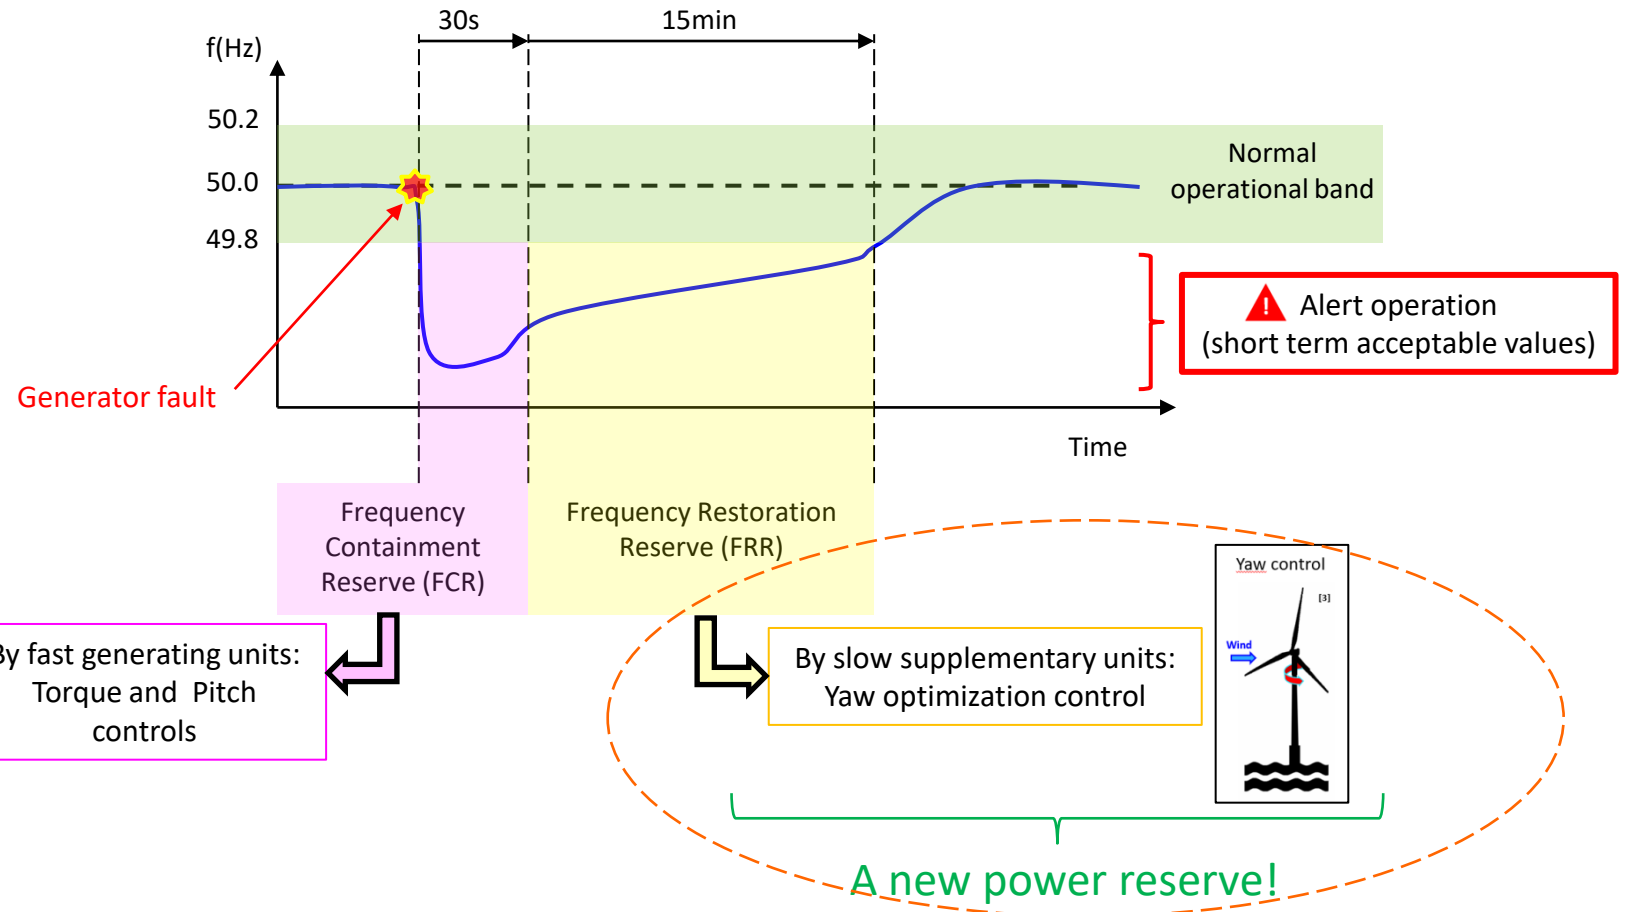 30s
15min
f(Hz)
50.2
50.0
49.8
Normal
operational band
! Alert operation
(short term acceptable values)
Generator fault
Time
Frequency
Containment
Reserve (FCR)
Frequency Restoration
Reserve (FRR)
Yaw control
[3]
Wind
y fast generating units:
Torque and Pitch
controls
By slow supplementary units:
Yaw optimization control
A new power reserve!